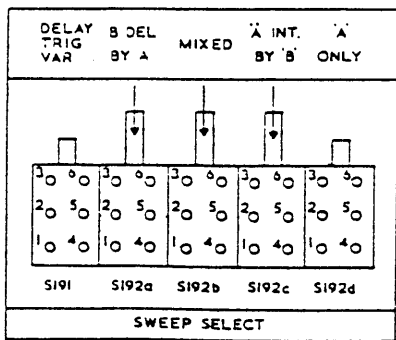 DELAY B DEL MIXED "A INT. "A"
TRIG
VAR BY A BY "B" ONLY
3 6 3 6 3 6 3 6 3 6
2 5 2 5 2 5 2 5 2 5
1 4 1 4 1 4 1 4 1 4
S191 S192a S192b S192c S192d
SWEEP SELECT